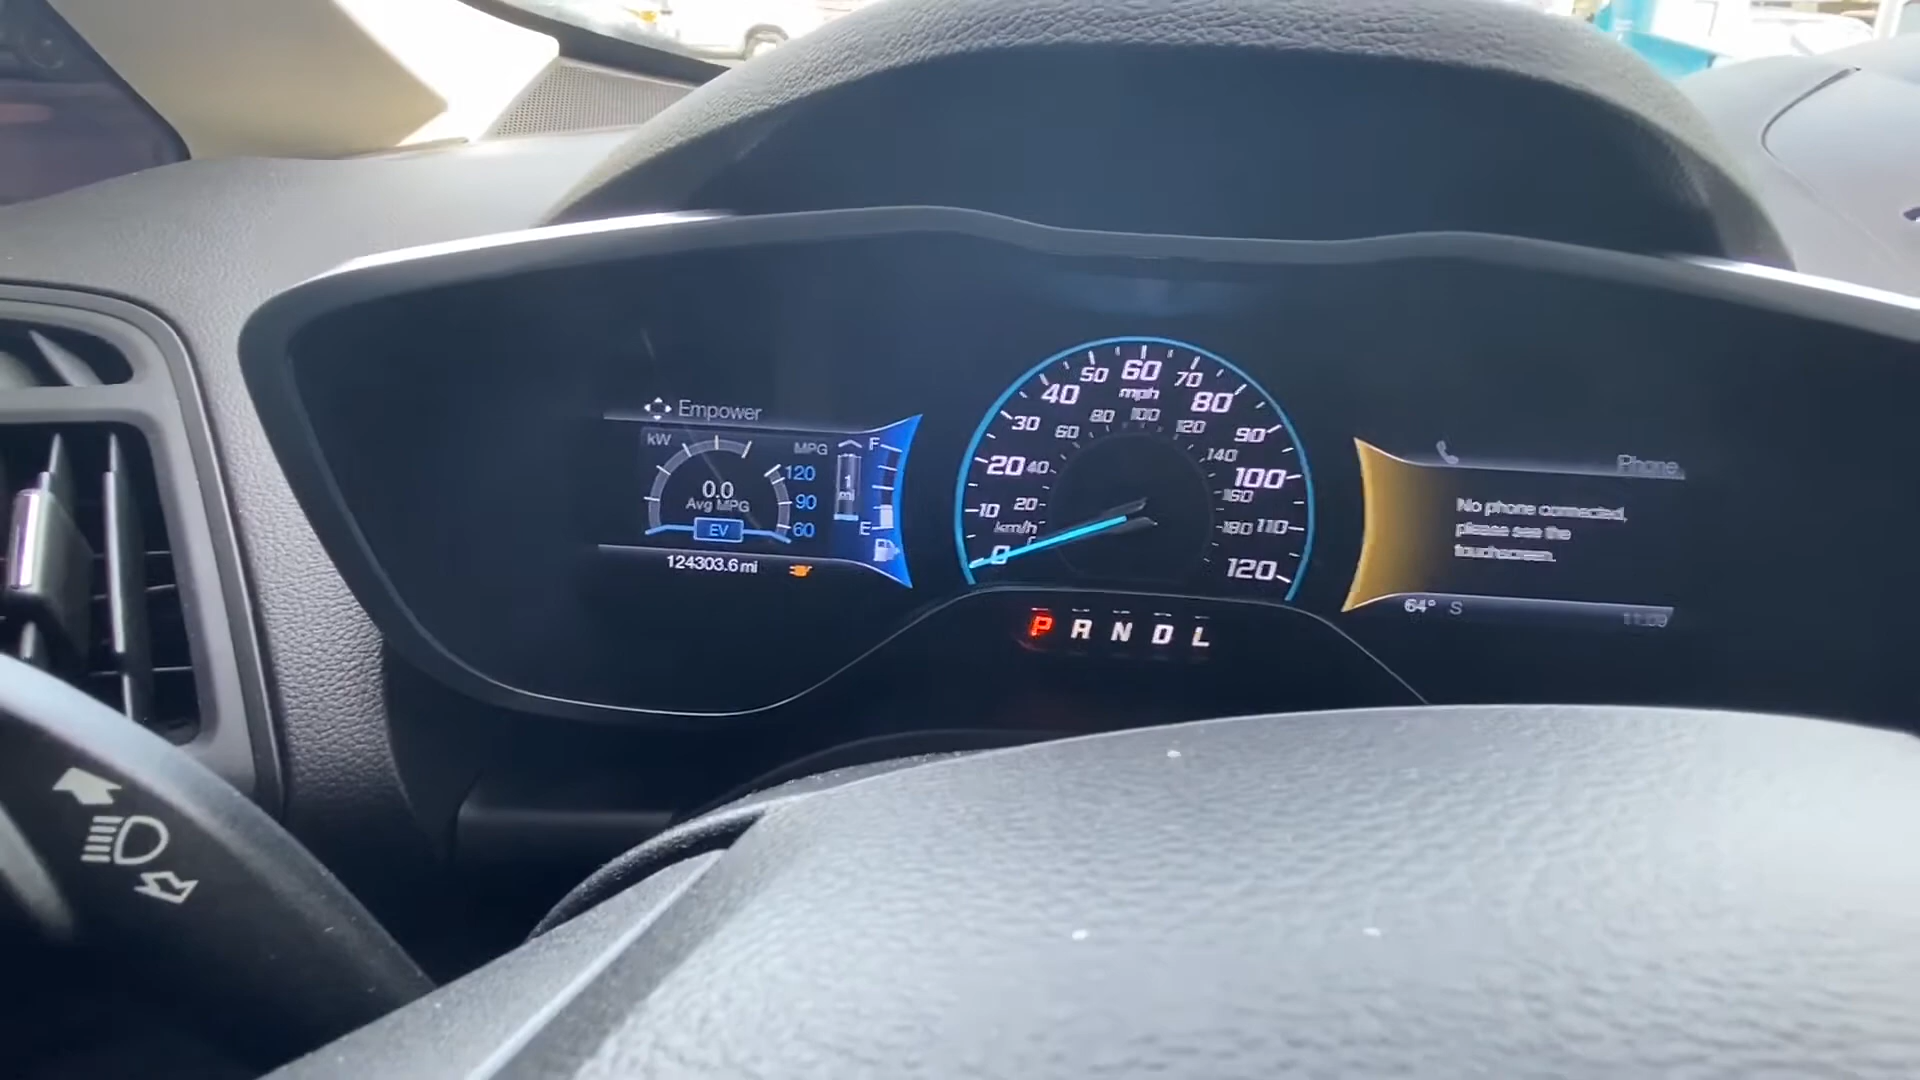 Empower
kW
MPG
F
120
0.0
Avg MPG
1
mi
90
EV
60
E
124303.6 mi
0
10
20
30
40
50
60
70
80
90
100
110
120
mph
km/h
20
40
60
80
100
120
140
160
180
P R N D L
Phone
No phone connected,
please see the
touchscreen.
64° S
11:09